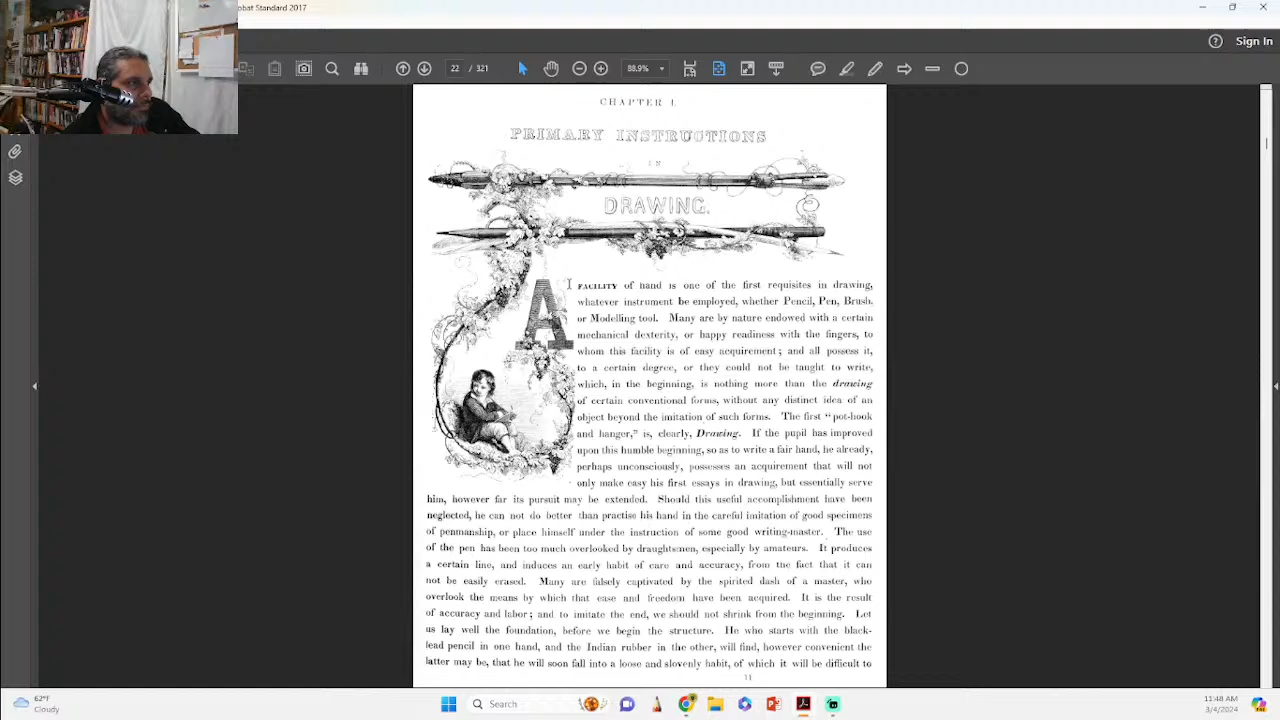 obat Standard 2017
Sign In
22 / 321
88.9%
CHAPTER I.
PRIMARY INSTRUCTIONS
IN
DRAWING.
A FACILITY of hand is one of the first requisites in drawing,
whatever instrument be employed, whether Pencil, Pen, Brush,
or Modelling tool. Many are by nature endowed with a certain
mechanical dexterity, or happy readiness with the fingers, to
whom this facility is of easy acquirement; and all possess it,
to a certain degree, or they could not be taught to write,
which, in the beginning, is nothing more than the drawing
of certain conventional forms, without any distinct idea of an
object beyond the imitation of such forms. The first "pot-hook
and hanger," is, clearly, Drawing. If the pupil has improved
upon this humble beginning, so as to write a fair hand, he already,
perhaps unconsciously, possesses an acquirement that will not
only make easy his first essays in drawing, but essentially serve
him, however far its pursuit may be extended. Should this useful accomplishment have been
neglected, he can not do better than practise his hand in the careful imitation of good specimens
of penmanship, or place himself under the instruction of some good writing-master. The use
of the pen has been too much overlooked by draughtsmen, especially by amateurs. It produces
a certain line, and induces an early habit of care and accuracy, from the fact that it can
not be easily erased. Many are falsely captivated by the spirited dash of a master, who
overlook the means by which that ease and freedom have been acquired. It is the result
of accuracy and labor; and to imitate the end, we should not shrink from the beginning. Let
us lay well the foundation, before we begin the structure. He who starts with the black-
lead pencil in one hand, and the Indian rubber in the other, will find, however convenient the
latter may be, that he will soon fall into a loose and slovenly habit, of which it will be difficult to
11
62°F
Cloudy
Search
11:48 AM
3/4/2024